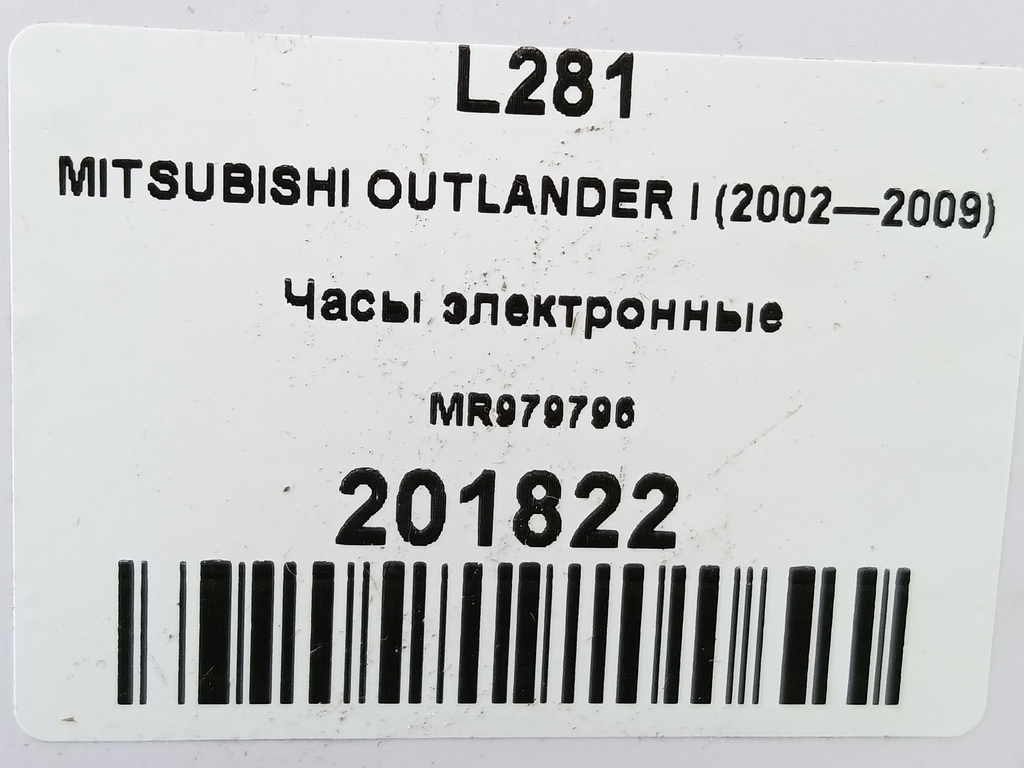 L281
MITSUBISHI OUTLANDER I (2002—2009)
Часы электронные
MR979796
201822